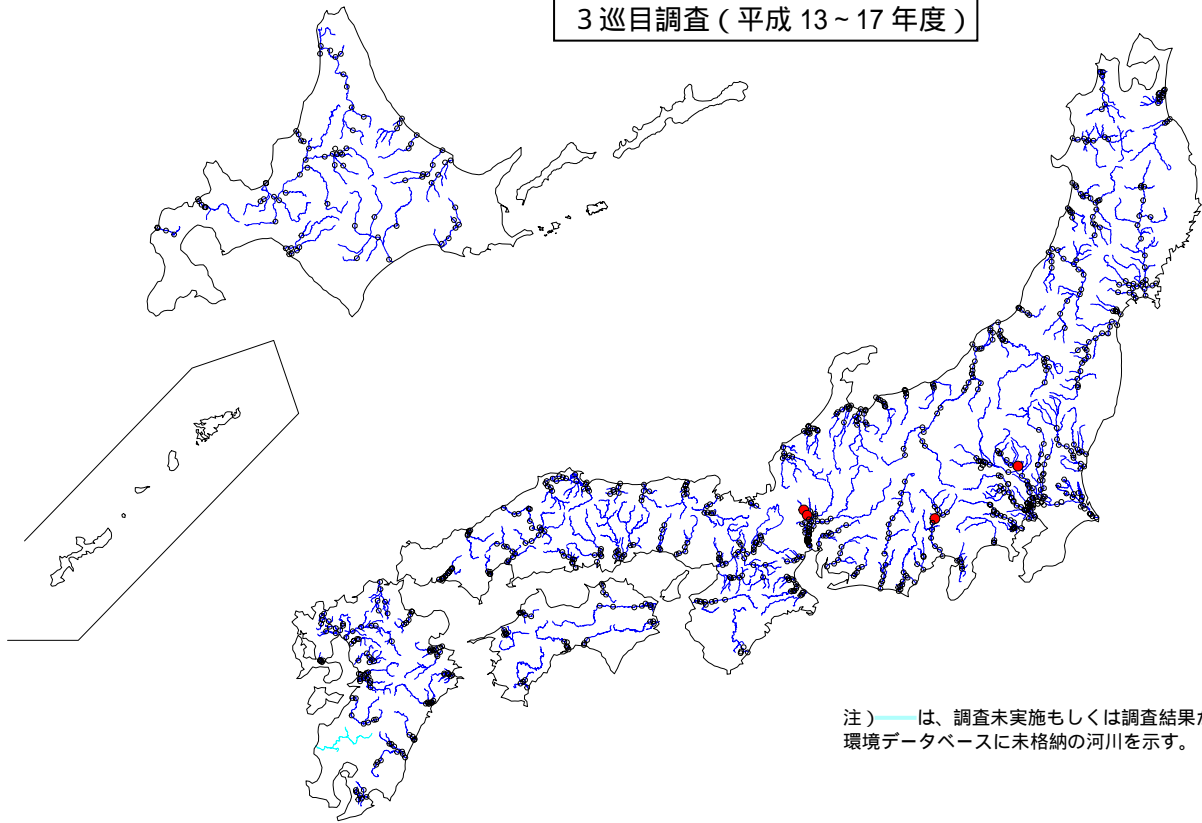 ３巡目調査（平成 13~17 年度）
注）　　は、調査未実施もしくは調査結果が
環境データベースに未格納の河川を示す。